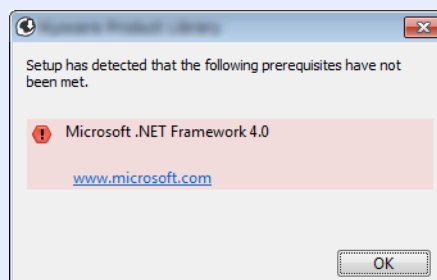 Setup has detected that the following prerequisites have not
been met.
Microsoft .NET Framework 4.0
www.microsoft.com
OK